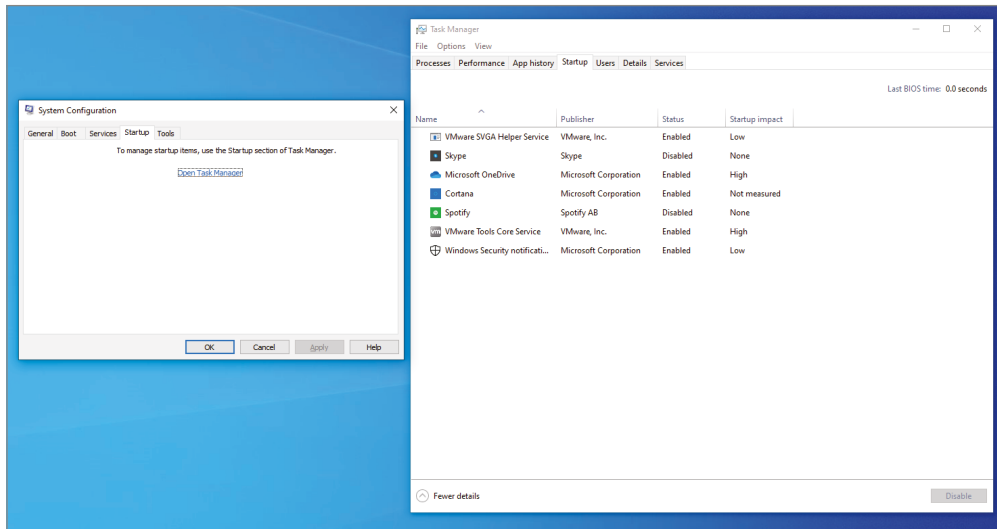 System Configuration
General Boot Services Startup Tools
To manage startup items, use the Startup section of Task Manager.
Open Task Manager
OK Cancel Apply Help
Task Manager
File Options View
Processes Performance App history Startup Users Details Services
Last BIOS time: 0.0 seconds
Name Publisher Status Startup impact
VMware SVGA Helper Service VMware, Inc. Enabled Low
Skype Skype Disabled None
Microsoft OneDrive Microsoft Corporation Enabled High
Cortana Microsoft Corporation Enabled Not measured
Spotify Spotify AB Disabled None
vm VMware Tools Core Service VMware, Inc. Enabled High
Windows Security notificati... Microsoft Corporation Enabled Low
Fewer details Disable